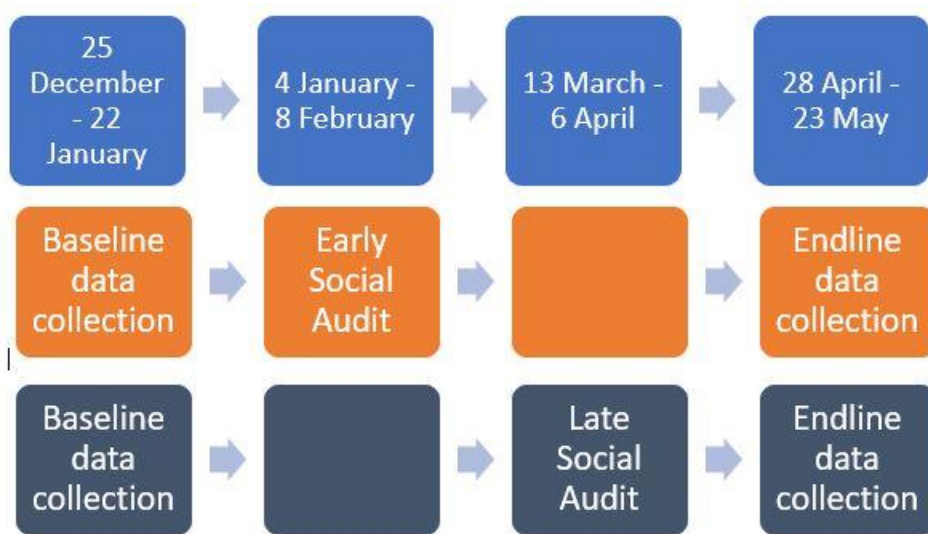 25
December
- 22
January
4 January -
8 February
13 March -
6 April
28 April -
23 May
Baseline
data
collection
Early
Social
Audit
Endline
data
collection
Baseline
data
collection
Late
Social
Audit
Endline
data
collection